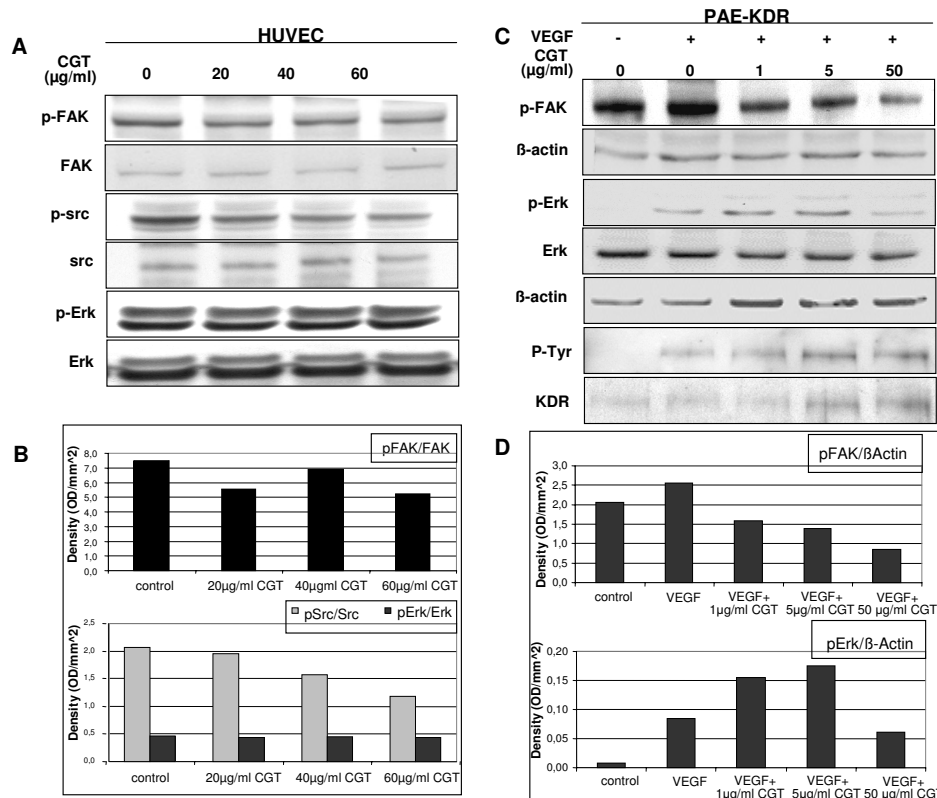 A
HUVEC
CGT
(µg/ml)
0 20 40 60
p-FAK
FAK
p-src
src
p-Erk
Erk
B
pFAK/FAK
Density (OD/mm^2)
8,0
7,0
6,0
5,0
4,0
3,0
2,0
1,0
0,0
control 20µg/ml CGT 40µgml CGT 60µg/ml CGT
pSrc/Src pErk/Erk
Density (OD/mm^2)
2,5
2,0
1,5
1,0
0,5
0,0
control 20µg/ml CGT 40µg/ml CGT 60µg/ml CGT
PAE-KDR
C
VEGF - + + + +
CGT
(µg/ml) 0 0 1 5 50
p-FAK
ß-actin
p-Erk
Erk
ß-actin
P-Tyr
KDR
D
pFAK/ßActin
Density (OD/mm^2)
3,0
2,5
2,0
1,5
1,0
0,5
0,0
control VEGF VEGF+ VEGF+ VEGF+
1µg/ml CGT 5µg/ml CGT 50 µg/ml CGT
pErk/ß-Actin
Density (OD/mm^2)
0,20
0,15
0,10
0,05
0,00
control VEGF VEGF+ VEGF+ VEGF+
1µg/ml CGT 5µg/ml CGT 50 µg/ml CGT